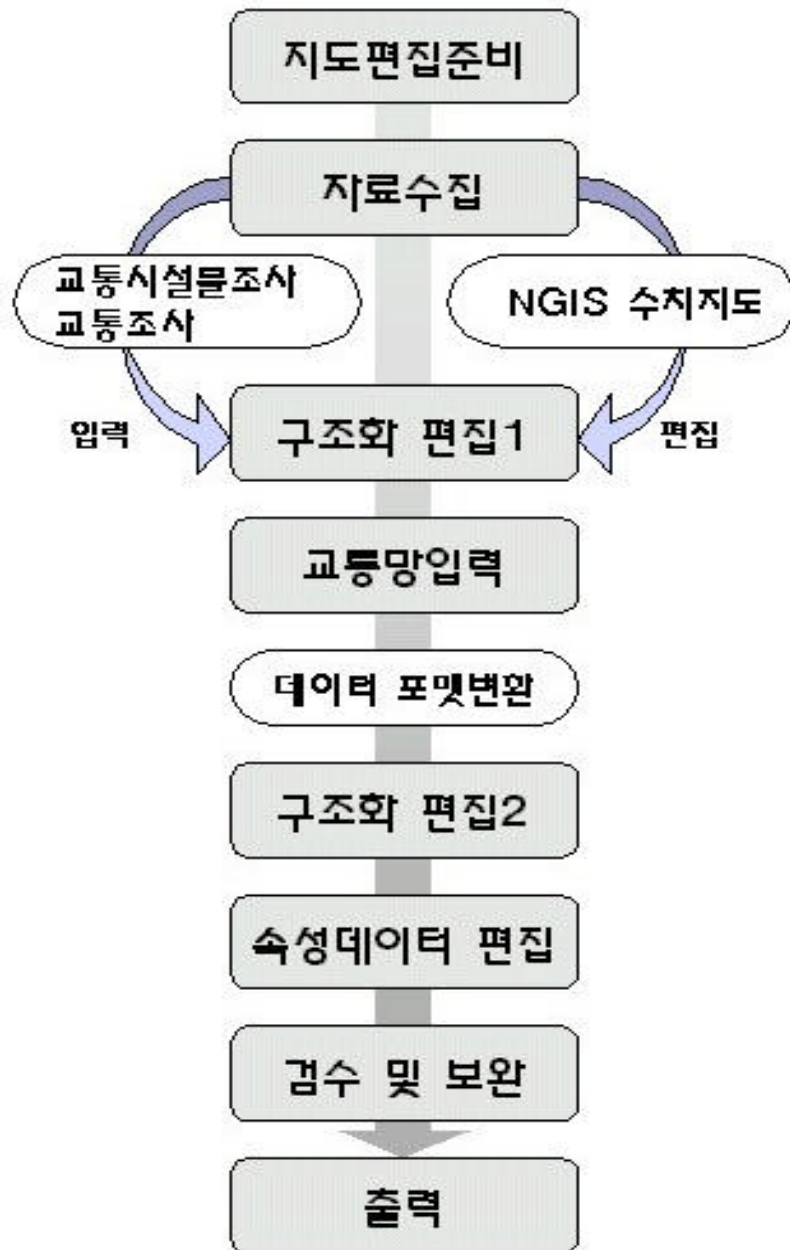 지도편집준비
자료수집
교통시설물조사
교통조사
NGIS 수치지도
입력
구조화 편집1
편집
교통망입력
데이터 포맷변환
구조화 편집2
속성데이터 편집
검수 및 보완
출력